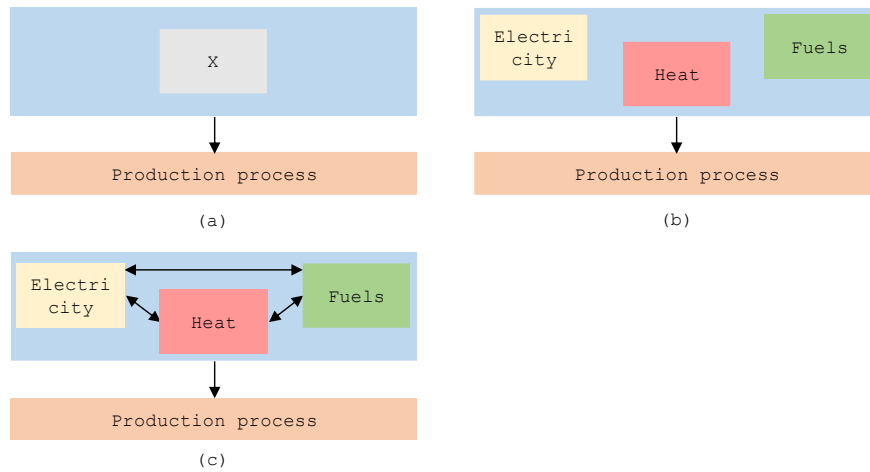 X
Production process
(a)
Electri
city
Heat
Fuels
Production process
(b)
Electri
city
Heat
Fuels
Production process
(c)